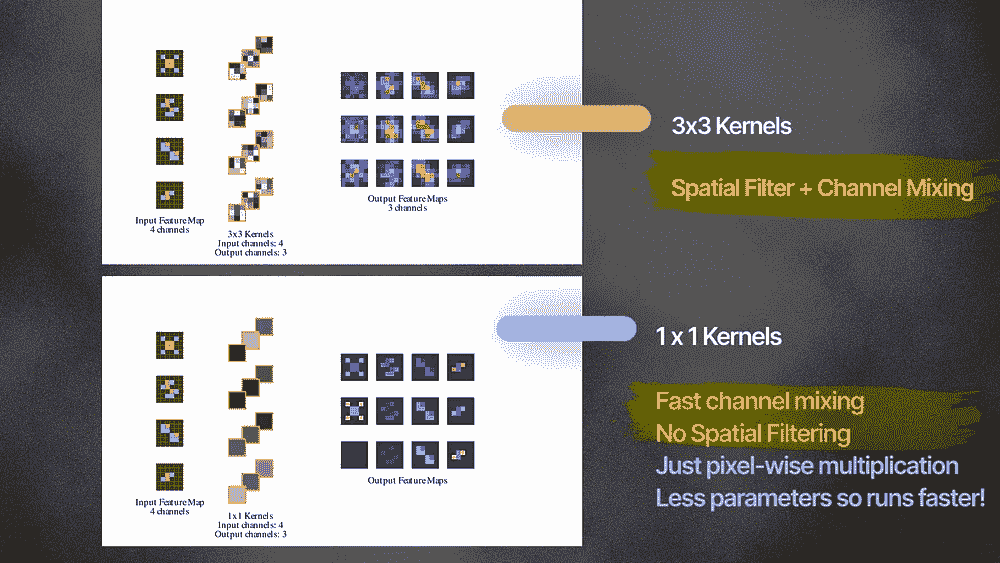 Input Feature Map
4 channels
3x3 Kernels
Input channels: 4
Output channels: 3
Output Feature Maps
3 channels
3x3 Kernels
Spatial Filter + Channel Mixing
Input Feature Map
4 channels
1x1 Kernels
Input channels: 4
Output channels: 3
Output Feature Maps
1 x 1 Kernels
Fast channel mixing
No Spatial Filtering
Just pixel-wise multiplication
Less parameters so runs faster!